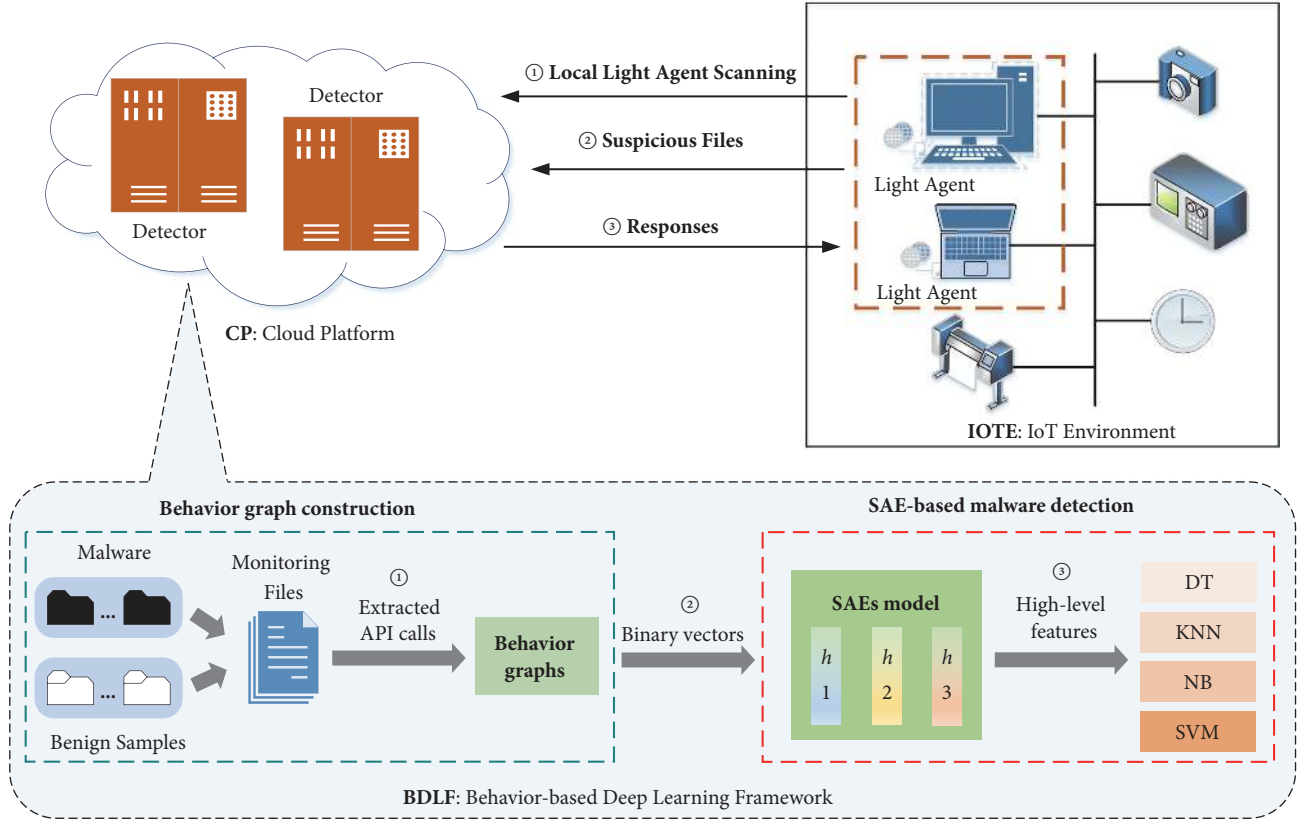 Detector
Detector
CP: Cloud Platform
① Local Light Agent Scanning
② Suspicious Files
③ Responses
Light Agent
Light Agent
IOTE: IoT Environment
Behavior graph construction
Malware
...
...
Benign Samples
Monitoring
Files
①
Extracted
API calls
Behavior
graphs
②
Binary vectors
SAE-based malware detection
SAEs model
h
1
h
2
h
3
③
High-level
features
DT
KNN
NB
SVM
BDLF: Behavior-based Deep Learning Framework